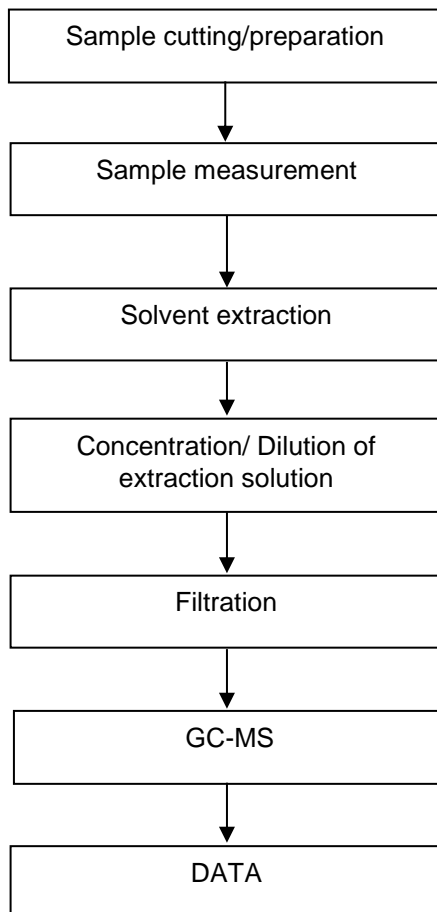 Sample cutting/preparation
Sample measurement
Solvent extraction
Concentration/ Dilution of
extraction solution
Filtration
GC-MS
DATA